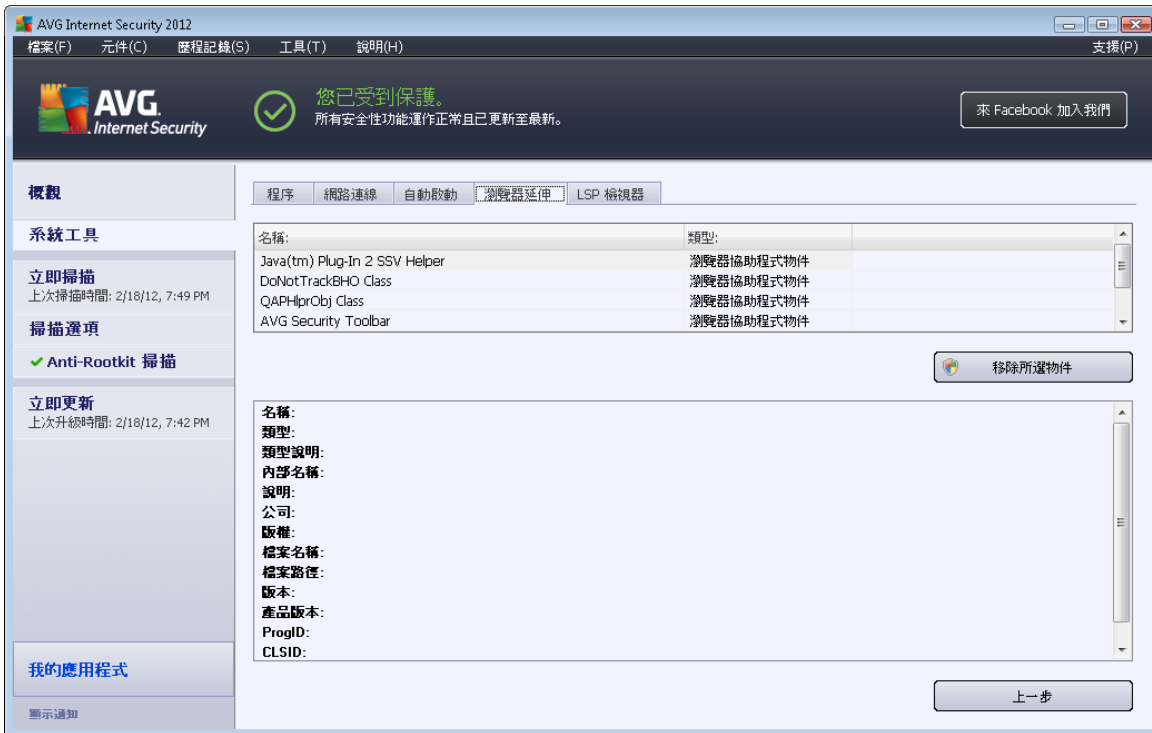 AVG Internet Security 2012
檔案(F) 元件(C) 歷程記錄(S) 工具(T) 說明(H) 支援(P)
AVG.
Internet Security
您已受到保護。
所有安全性功能運作正常且已更新至最新。
來 Facebook 加入我們
概觀
系統工具
立即掃描
上次掃描時間: 2/18/12, 7:49 PM
掃描選項
Anti-Rootkit 掃描
立即更新
上次升級時間: 2/18/12, 7:42 PM
我的應用程式
顯示通知
程序 網路連線 自動啟動 瀏覽器延伸 LSP 檢視器
名稱: 類型:
Java(tm) Plug-In 2 SSV Helper 瀏覽器協助程式物件
DoNotTrackBHO Class 瀏覽器協助程式物件
QAPHlprObj Class 瀏覽器協助程式物件
AVG Security Toolbar 瀏覽器協助程式物件
移除所選物件
名稱:
類型:
類型說明:
內部名稱:
說明:
公司:
版權:
檔案名稱:
檔案路徑:
版本:
產品版本:
ProgID:
CLSID:
上一步